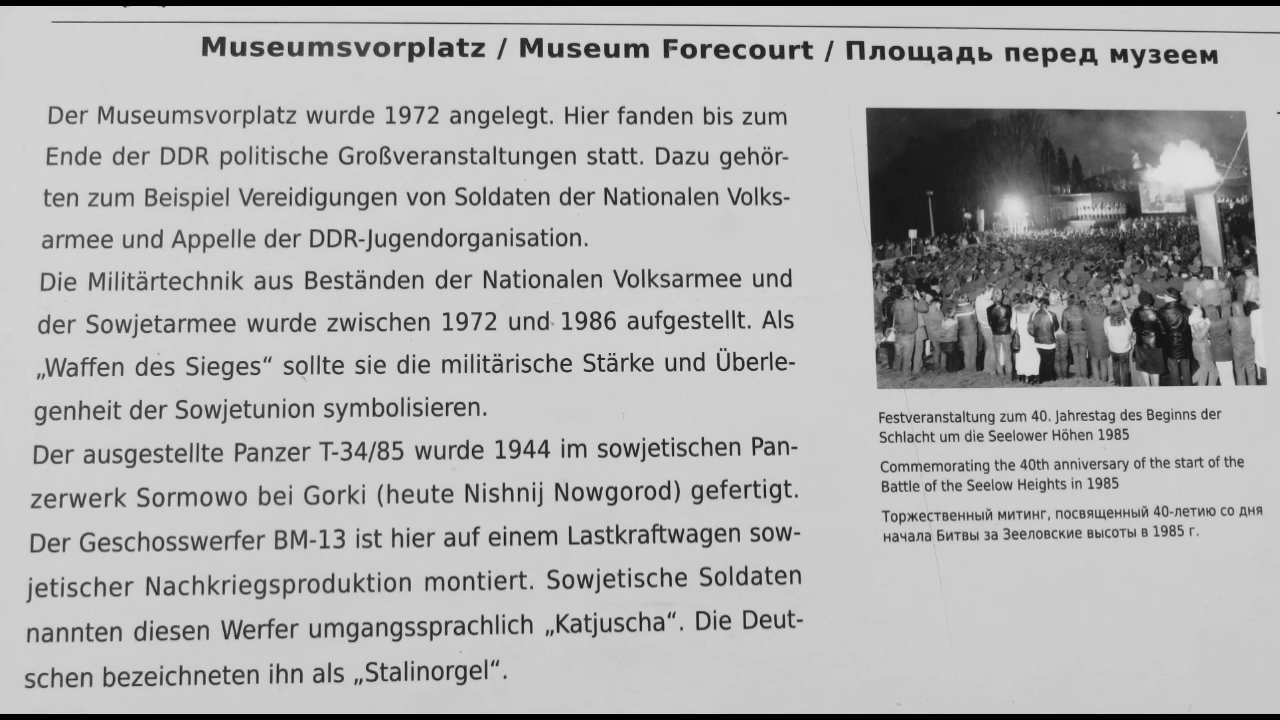 Museumsvorplatz / Museum Forecourt / Площадь перед музеем
Der Museumsvorplatz wurde 1972 angelegt. Hier fanden bis zum
Ende der DDR politische Großveranstaltungen statt. Dazu gehör-
ten zum Beispiel Vereidigungen von Soldaten der Nationalen Volks-
armee und Appelle der DDR-Jugendorganisation.
Die Militärtechnik aus Beständen der Nationalen Volksarmee und
der Sowjetarmee wurde zwischen 1972 und 1986 aufgestellt. Als
„Waffen des Sieges“ sollte sie die militärische Stärke und Überle-
genheit der Sowjetunion symbolisieren.
Der ausgestellte Panzer T-34/85 wurde 1944 im sowjetischen Pan-
zerwerk Sormowo bei Gorki (heute Nishnij Nowgorod) gefertigt.
Der Geschosswerfer BM-13 ist hier auf einem Lastkraftwagen sow-
jetischer Nachkriegsproduktion montiert. Sowjetische Soldaten
nannten diesen Werfer umgangssprachlich „Katjuscha“. Die Deut-
schen bezeichneten ihn als „Stalinorgel“.
Festveranstaltung zum 40. Jahrestag des Beginns der
Schlacht um die Seelower Höhen 1985
Commemorating the 40th anniversary of the start of the
Battle of the Seelow Heights in 1985
Торжественный митинг, посвященный 40-летию со дня
начала Битвы за Зееловские высоты в 1985 г.